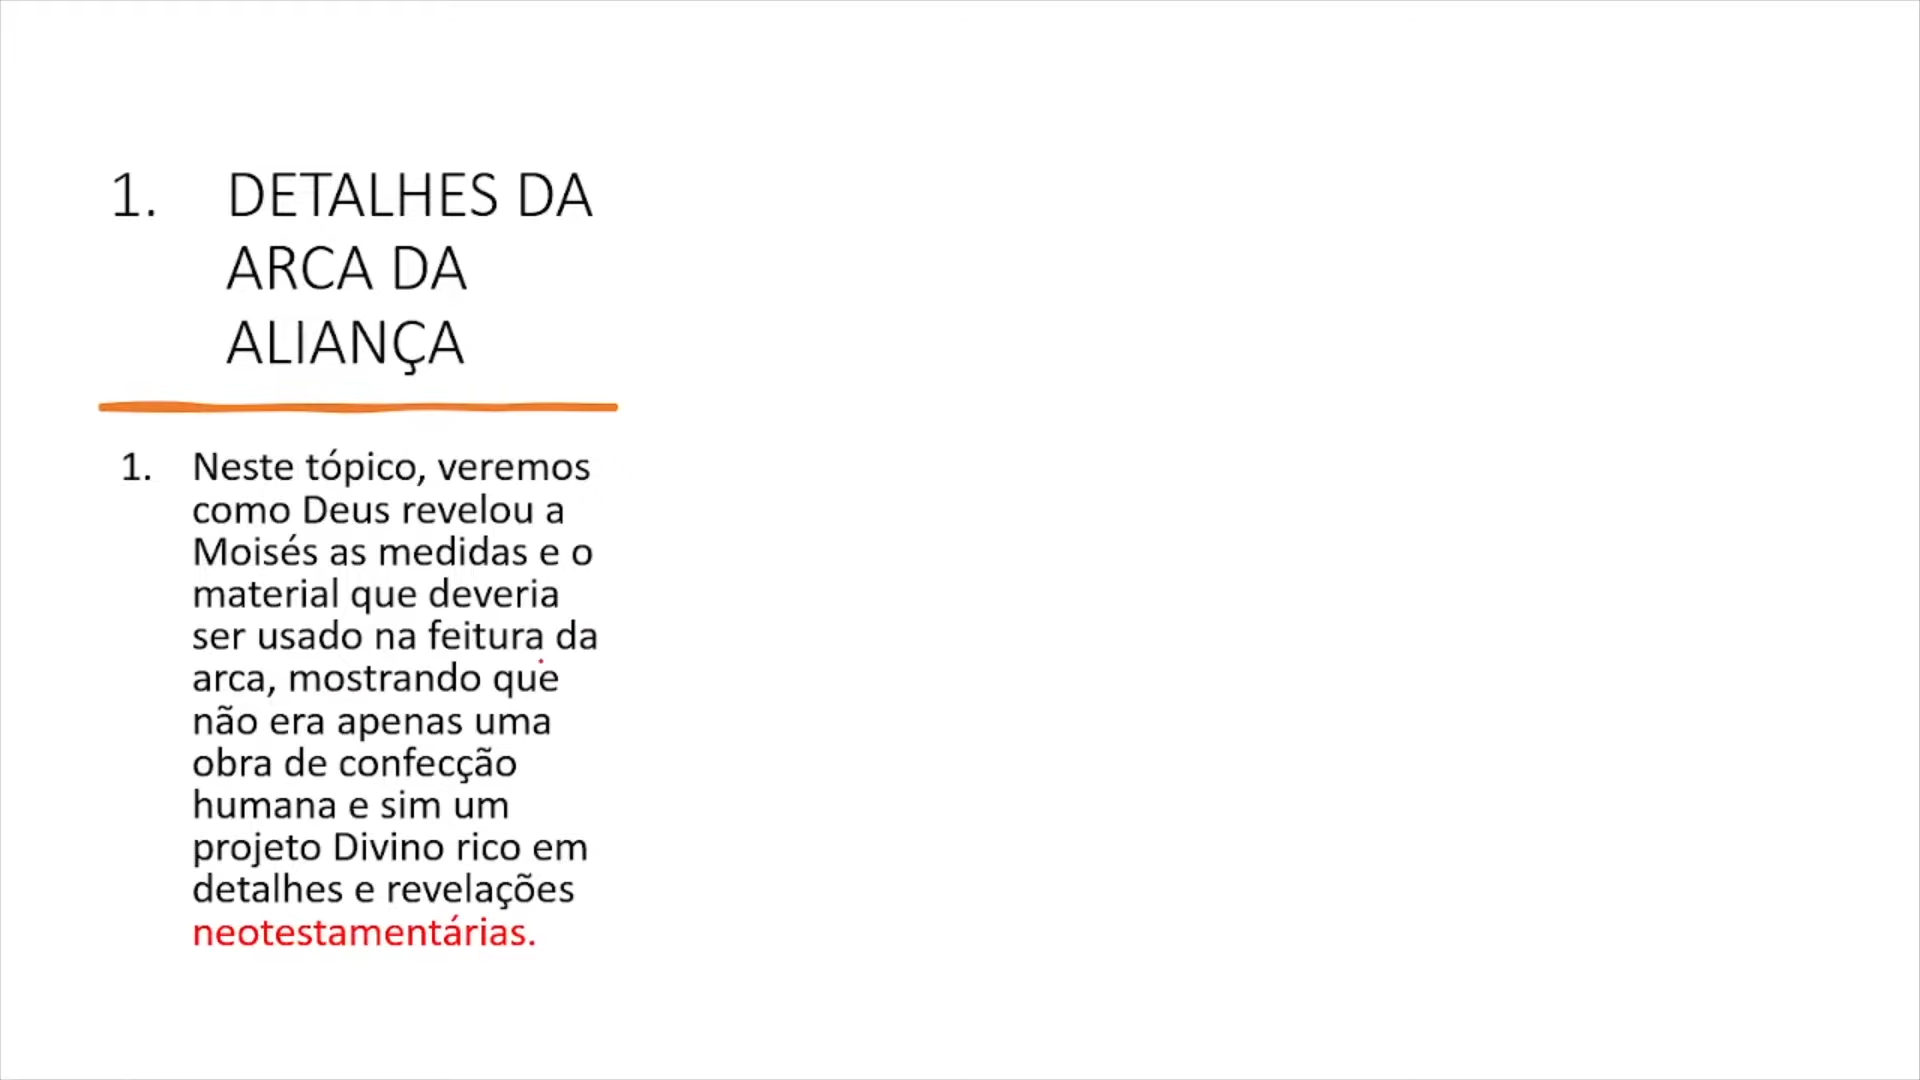 1. DETALHES DA
ARCA DA
ALIANÇA
1. Neste tópico, veremos
como Deus revelou a
Moisés as medidas e o
material que deveria
ser usado na feitura da
arca, mostrando que
não era apenas uma
obra de confecção
humana e sim um
projeto Divino rico em
detalhes e revelações
neotestamentárias.